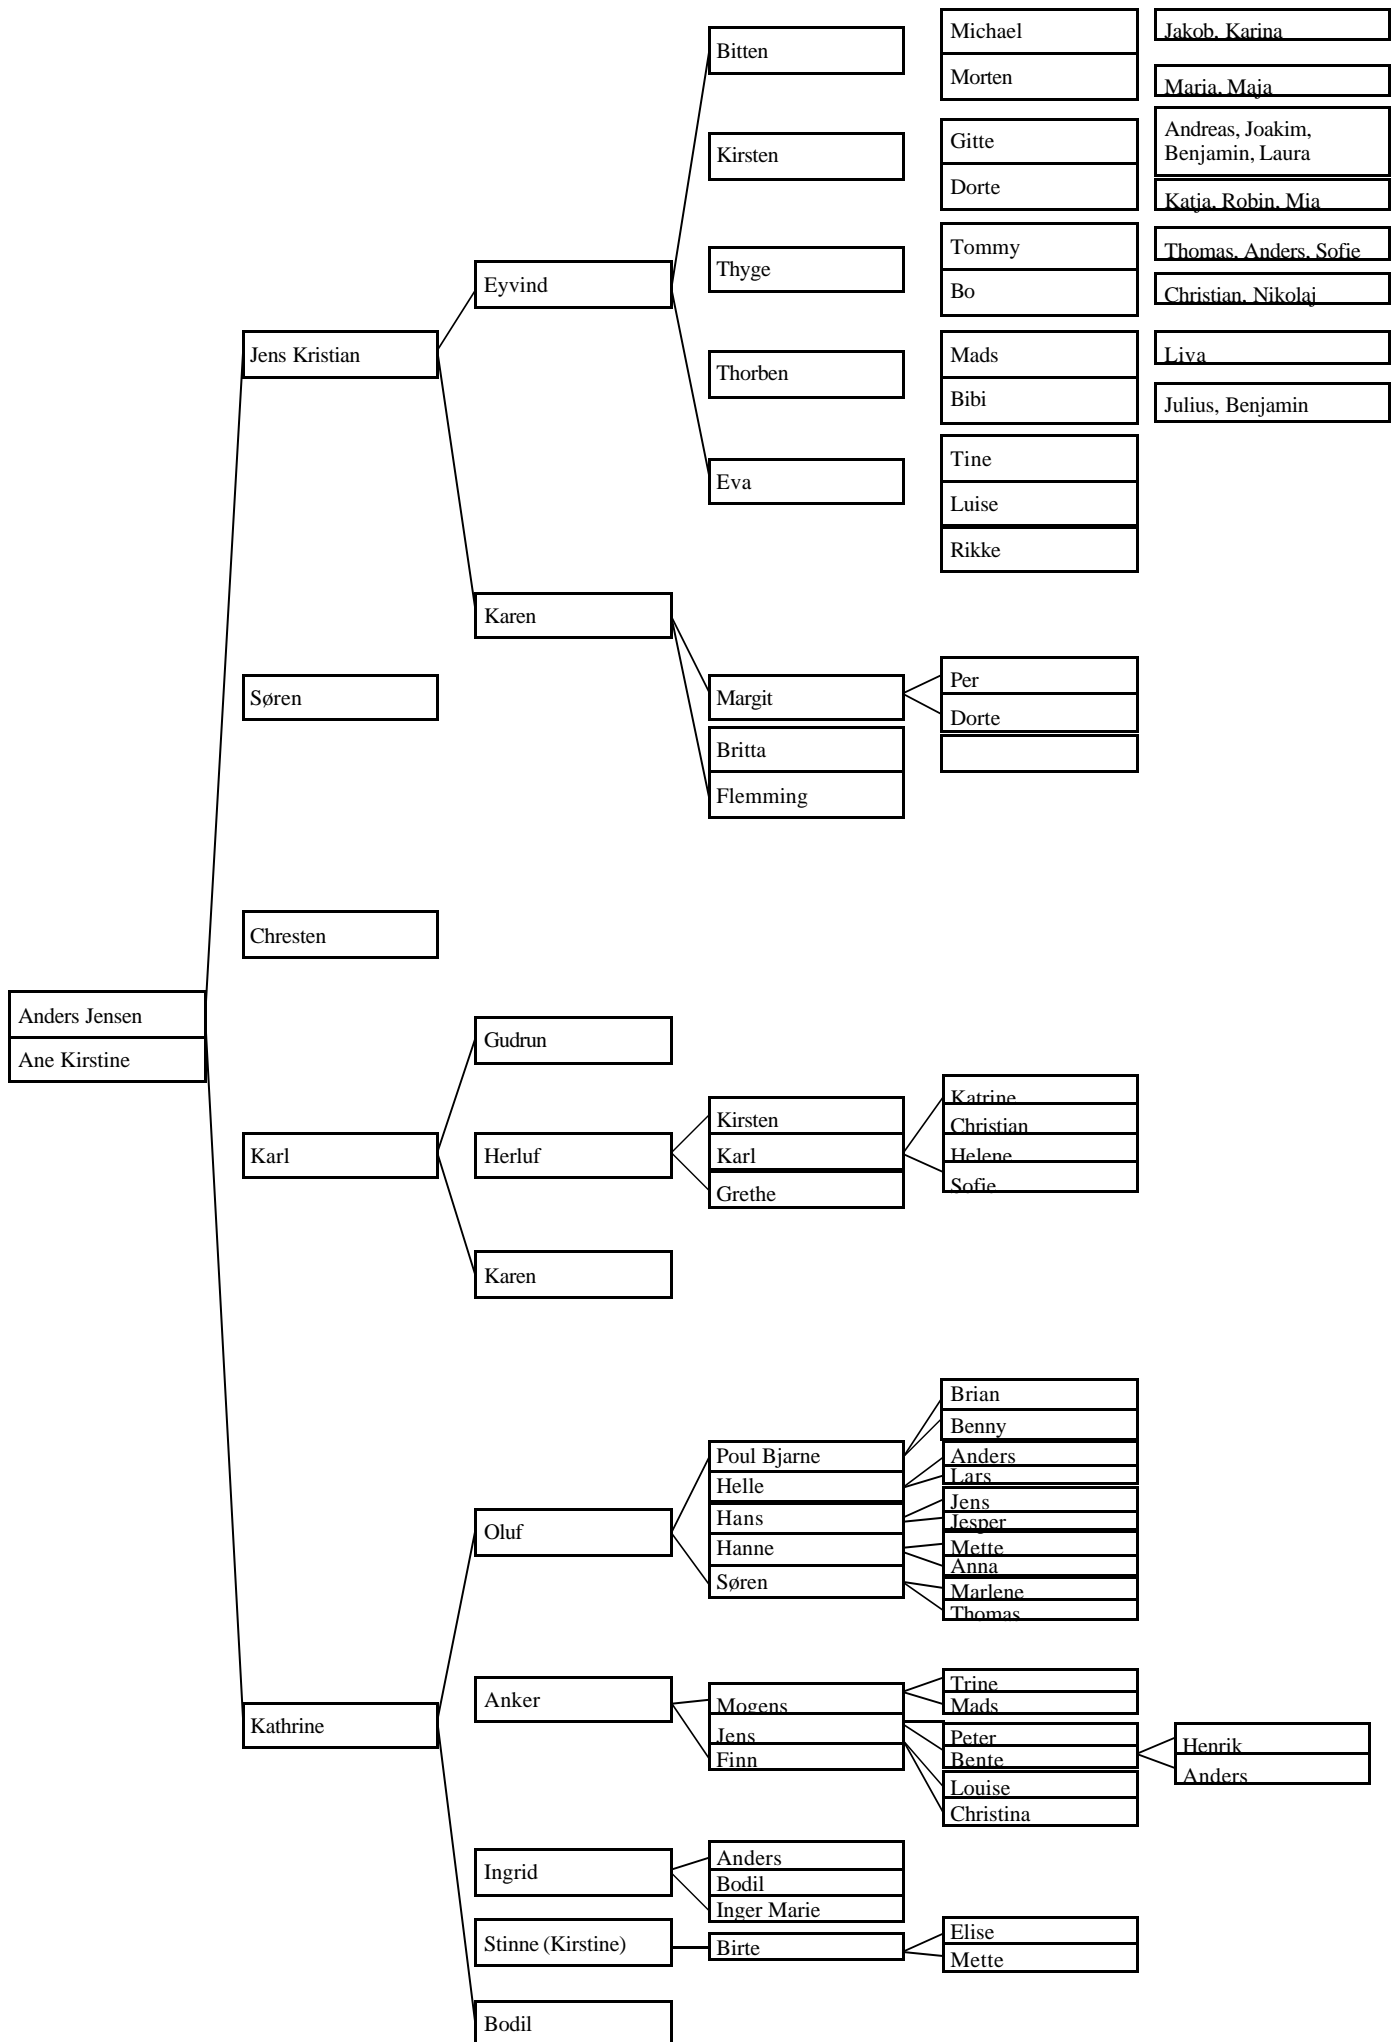 Michael
Jakob, Karina
Bitten
Morten
Maria, Maja
Andreas, Joakim,
Benjamin, Laura
Gitte
Kirsten
Dorte
Katja, Robin, Mia
Tommy
Thomas, Anders, Sofie
Thyge
Eyvind
Bo
Christian, Nikolaj
Jens Kristian
Mads
Liva
Thorben
Bibi
Julius, Benjamin
Tine
Eva
Luise
Rikke
Karen
Per
Søren
Margit
Dorte
Britta
Flemming
Chresten
Anders Jensen
Ane Kirstine
Gudrun
Katrine
Kirsten
Christian
Karl
Herluf
Karl
Helene
Grethe
Sofie
Karen
Brian
Benny
Poul Bjarne
Anders
Lars
Helle
Jens
Hans
Jesper
Oluf
Hanne
Mette
Anna
Søren
Marlene
Thomas
Trine
Anker
Mogens
Mads
Kathrine
Jens
Peter
Henrik
Finn
Bente
Anders
Louise
Christina
Ingrid
Anders
Bodil
Inger Marie
Elise
Stinne (Kirstine)
Birte
Mette
Bodil